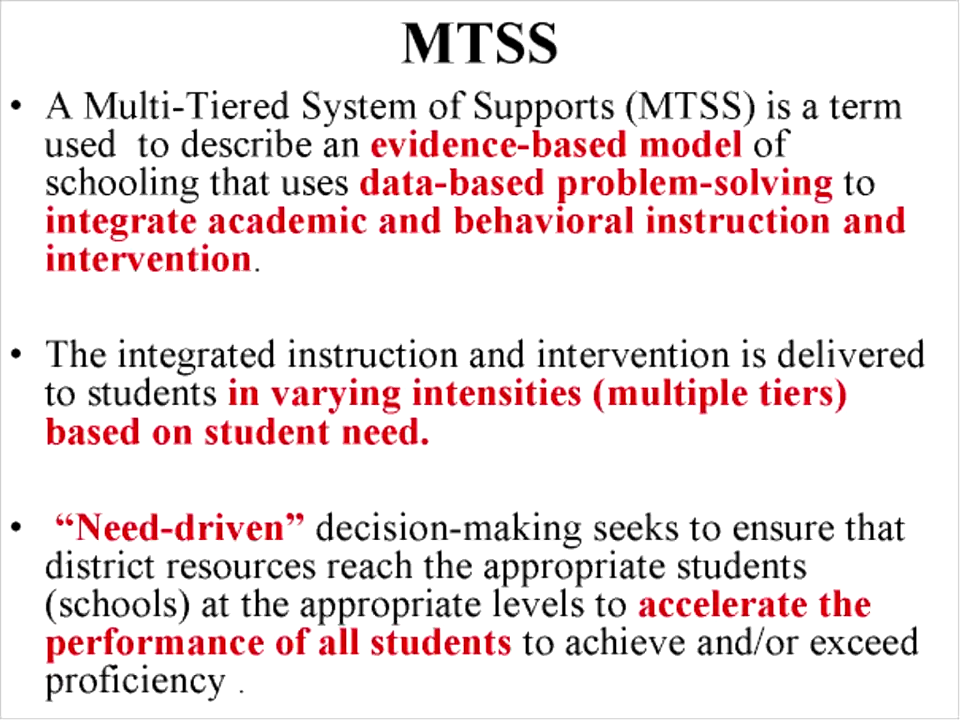 MTSS
• A Multi-Tiered System of Supports (MTSS) is a term
used to describe an evidence-based model of
schooling that uses data-based problem-solving to
integrate academic and behavioral instruction and
intervention.
• The integrated instruction and intervention is delivered
to students in varying intensities (multiple tiers)
based on student need.
• “Need-driven” decision-making seeks to ensure that
district resources reach the appropriate students
(schools) at the appropriate levels to accelerate the
performance of all students to achieve and/or exceed
proficiency .